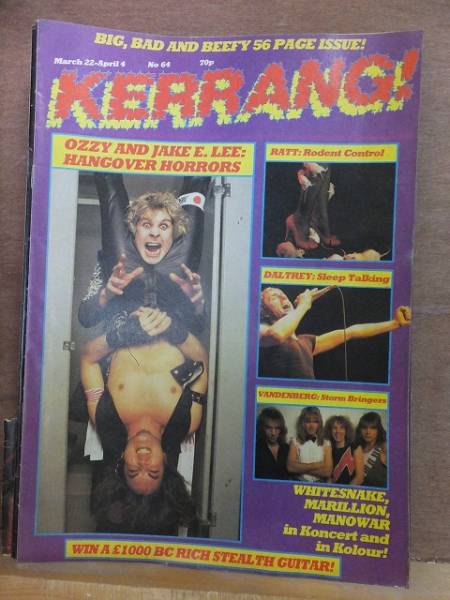 BIG, BAD AND BEEFY 56 PAGE ISSUE!
March 22-April 4 No 64 70p
KERRANG!
OZZY AND JAKE E. LEE:
HANGOVER HORRORS
RATT: Rodent Control
DALTREY: Sleep Talking
VANDENBERG: Storm Bringers
WHITESNAKE,
MARILLION,
MANOWAR
in Koncert and
in Kolour!
WIN A £1000 BC RICH STEALTH GUITAR!